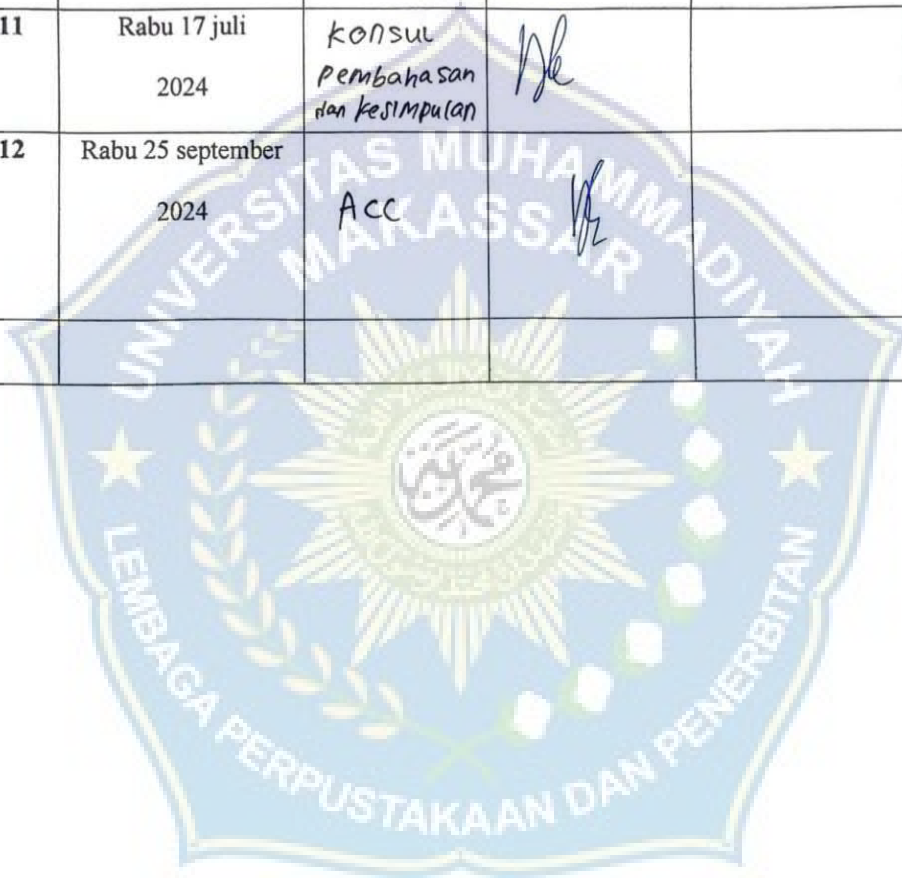 11
Rabu 17 juli
2024
konsul
pembahasan
dan kesimpulan
12
Rabu 25 september
2024
ACC
UNIVERSITAS MUHAMMADIYAH
MAKASSAR
LEMBAGA PERPUSTAKAAN DAN PENERBITAN